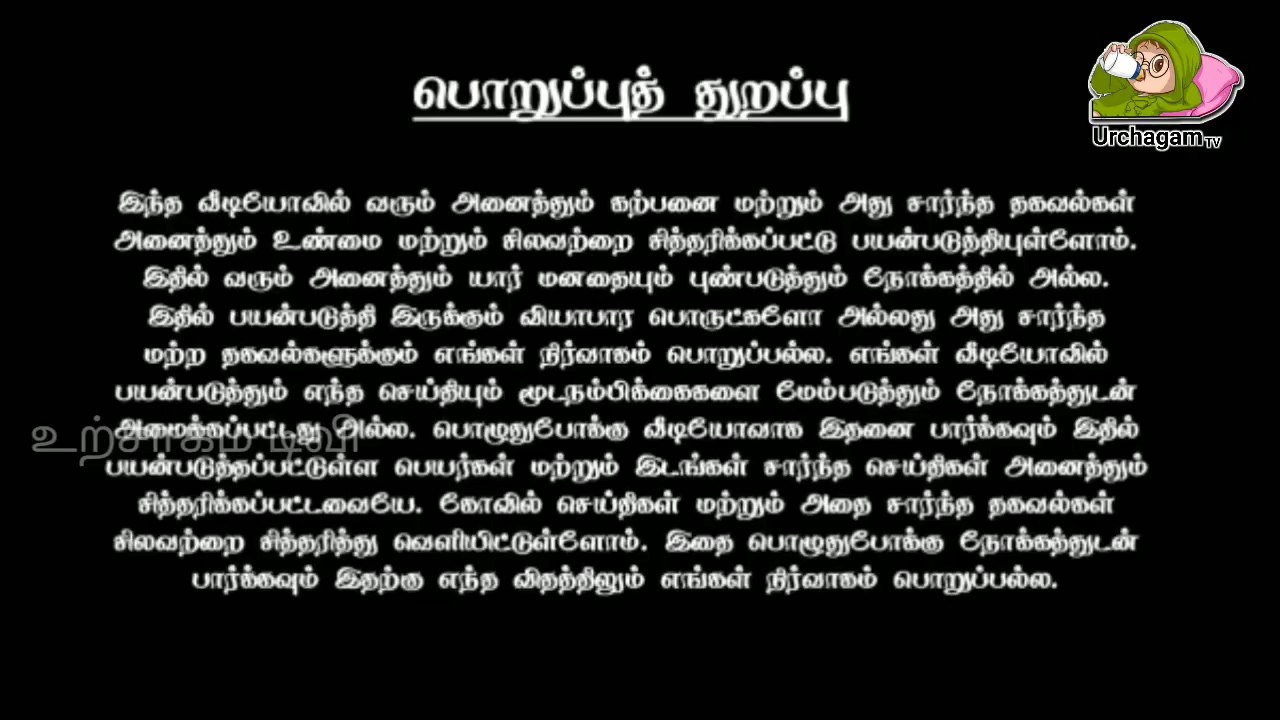 பொறுப்புத் துறப்பு
Urchagam TV
இந்த வீடியோவில் வரும் அனைத்தும் கற்பனை மற்றும் அது சார்ந்த தகவல்கள்
அனைத்தும் உண்மை மற்றும் சிலவற்றை சித்தரிக்கப்பட்டு பயன்படுத்தியுள்ளோம்.
இதில் வரும் அனைத்தும் யார் மனதையும் புண்படுத்தும் நோக்கத்தில் அல்ல.
இதில் பயன்படுத்தி இருக்கும் வியாபார பொருட்களோ அல்லது அது சார்ந்த
மற்ற தகவல்களுக்கும் எங்கள் நிர்வாகம் பொறுப்பல்ல. எங்கள் வீடியோவில்
பயன்படுத்தும் எந்த செய்தியும் மூடநம்பிக்கைகளை மேம்படுத்தும் நோக்கத்துடன்
அமைக்கப்பட்டது அல்ல. பொழுதுபோக்கு வீடியோவாக இதனை பார்க்கவும் இதில்
உற்சாகம் டிவி
பயன்படுத்தப்பட்டுள்ள பெயர்கள் மற்றும் இடங்கள் சார்ந்த செய்திகள் அனைத்தும்
சித்தரிக்கப்பட்டவையே. கோவில் செய்திகள் மற்றும் அதை சார்ந்த தகவல்கள்
சிலவற்றை சித்தரித்து வெளியிட்டுள்ளோம். இதை பொழுதுபோக்கு நோக்கத்துடன்
பார்க்கவும் இதற்கு எந்த விதத்திலும் எங்கள் நிர்வாகம் பொறுப்பல்ல.